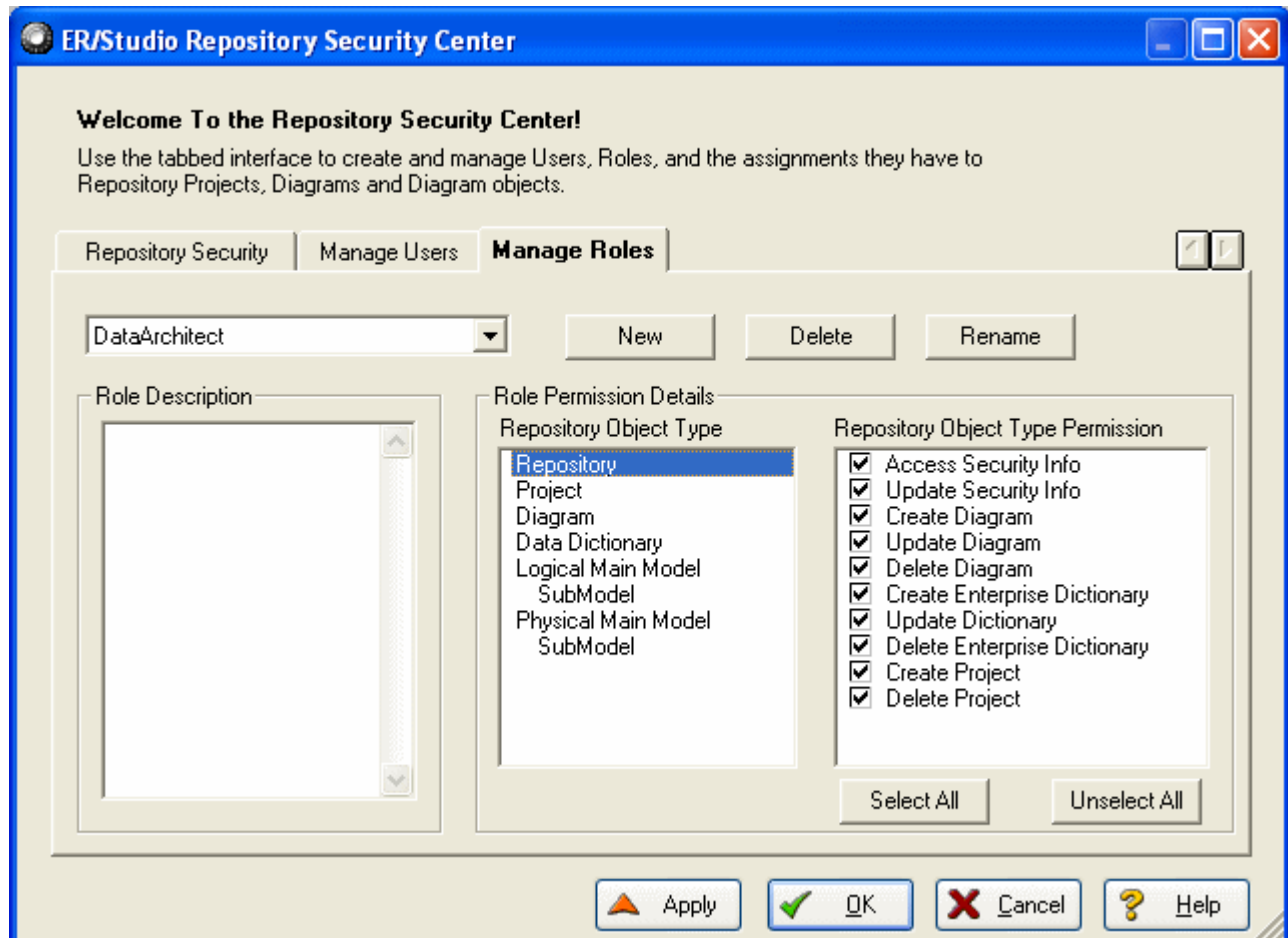 ER/Studio Repository Security Center
Welcome To the Repository Security Center!
Use the tabbed interface to create and manage Users, Roles, and the assignments they have to
Repository Projects, Diagrams and Diagram objects.
Repository Security
Manage Users
Manage Roles
DataArchitect
New
Delete
Rename
Role Description
Role Permission Details
Repository Object Type
Repository
Project
Diagram
Data Dictionary
Logical Main Model
SubModel
Physical Main Model
SubModel
Repository Object Type Permission
Access Security Info
Update Security Info
Create Diagram
Update Diagram
Delete Diagram
Create Enterprise Dictionary
Update Dictionary
Delete Enterprise Dictionary
Create Project
Delete Project
Select All
Unselect All
Apply
OK
Cancel
Help